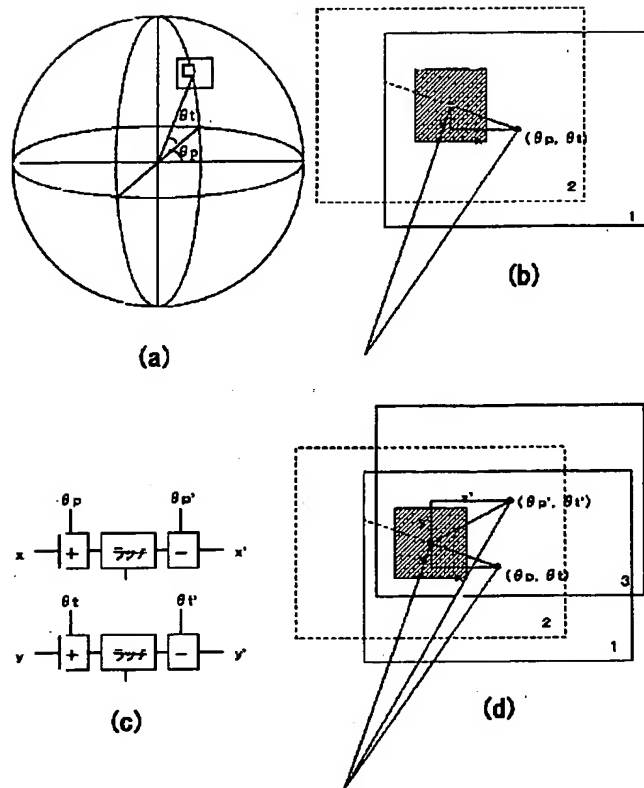 θt
θp
(a)
x
(θp, θt)
2
1
(b)
θp
θp'
x
+
ラッチ
−
x'
θt
θt'
y
+
ラッチ
−
y'
(c)
x'
(θp', θt')
y
x
(θp, θt)
3
2
1
(d)